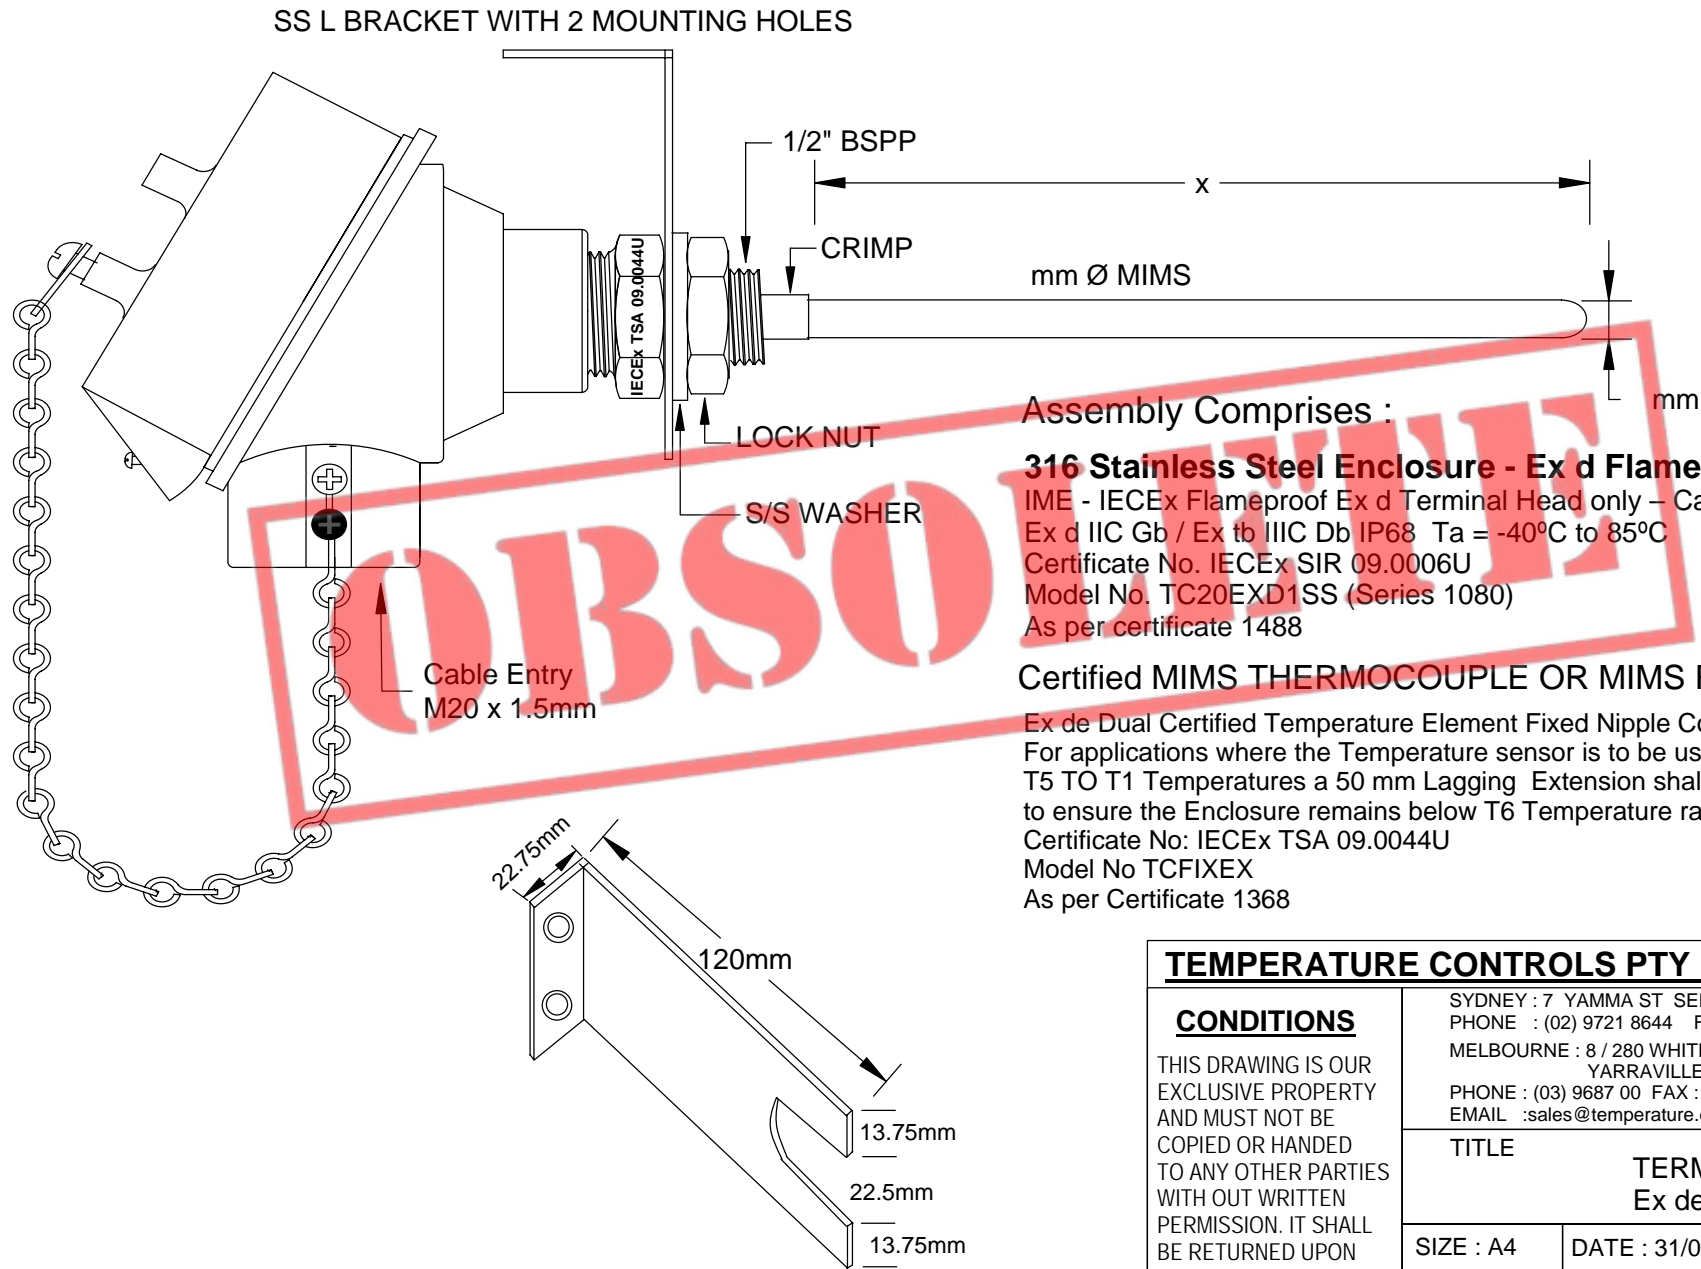 SS L BRACKET WITH 2 MOUNTING HOLES
1/2" BSPP
x
CRIMP
mm Ø MIMS
IECEx TSA 09.0044U
mm
LOCK NUT
S/S WASHER
Cable Entry
M20 x 1.5mm
OBSOLETE
Assembly Comprises :
316 Stainless Steel Enclosure - Ex d Flame
IME - IECEx Flameproof Ex d Terminal Head only – Ca
Ex d IIC Gb / Ex tb IIIC Db IP68 Ta = -40ºC to 85ºC
Certificate No. IECEx SIR 09.0006U
Model No. TC20EXD1SS (Series 1080)
As per certificate 1488
Certified MIMS THERMOCOUPLE OR MIMS
Ex de Dual Certified Temperature Element Fixed Nipple Co
For applications where the Temperature sensor is to be us
T5 TO T1 Temperatures a 50 mm Lagging Extension shal
to ensure the Enclosure remains below T6 Temperature ra
Certificate No: IECEx TSA 09.0044U
Model No TCFIXEX
As per Certificate 1368
22.75mm
120mm
13.75mm
22.5mm
13.75mm
TEMPERATURE CONTROLS PTY
CONDITIONS
THIS DRAWING IS OUR
EXCLUSIVE PROPERTY
AND MUST NOT BE
COPIED OR HANDED
TO ANY OTHER PARTIES
WITH OUT WRITTEN
PERMISSION. IT SHALL
BE RETURNED UPON
SYDNEY : 7 YAMMA ST SE
PHONE : (02) 9721 8644 F
MELBOURNE : 8 / 280 WHIT
YARRAVILLE
PHONE : (03) 9687 00 FAX :
EMAIL :sales@temperature.
TITLE
TERM
Ex de
SIZE : A4
DATE : 31/0